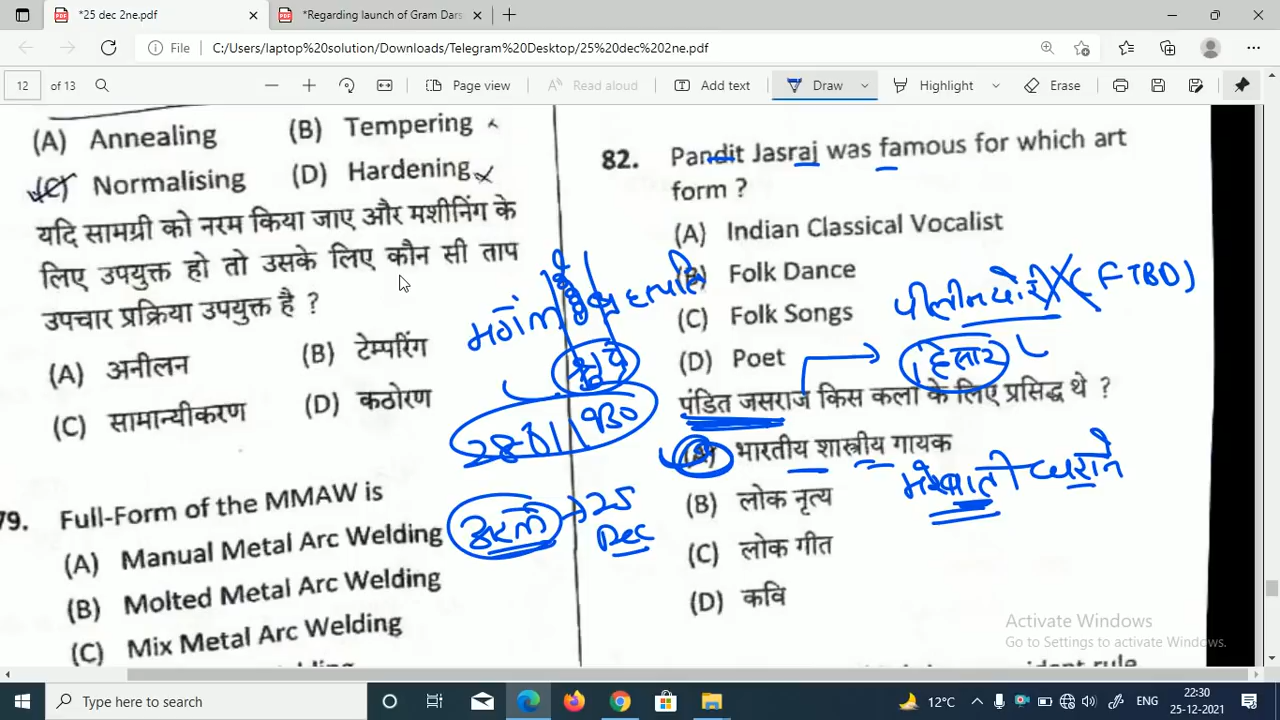 *25 dec 2ne.pdf
*Regarding launch of Gram Dars
File
C:/Users/laptop%20solution/Downloads/Telegram%20Desktop/25%20dec%202ne.pdf
12 of 13
Page view
Read aloud
Add text
Draw
Highlight
Erase
(A) Annealing (B) Tempering
(C) Normalising (D) Hardening
यदि सामग्री को नरम किया जाए और मशीनिंग के
लिए उपयुक्त हो तो उसके लिए कौन सी ताप
उपचार प्रक्रिया उपयुक्त है ?
(A) अनीलन (B) टेम्परिंग
(C) सामान्यीकरण (D) कठोरण
79. Full-Form of the MMAW is
(A) Manual Metal Arc Welding
(B) Molted Metal Arc Welding
(C) Mix Metal Arc Welding
82. Pandit Jasraj was famous for which art
form ?
(A) Indian Classical Vocalist
(B) Folk Dance
(C) Folk Songs
(D) Poet
पंडित जसराज किस कला के लिए प्रसिद्ध थे ?
(A) भारतीय शास्त्रीय गायक
(B) लोक नृत्य
(C) लोक गीत
(D) कवि
(FTBD)
हिसार
1930
25
Dec
Activate Windows
Go to Settings to activate Windows.
Type here to search
12°C
ENG
22:30
25-12-2021